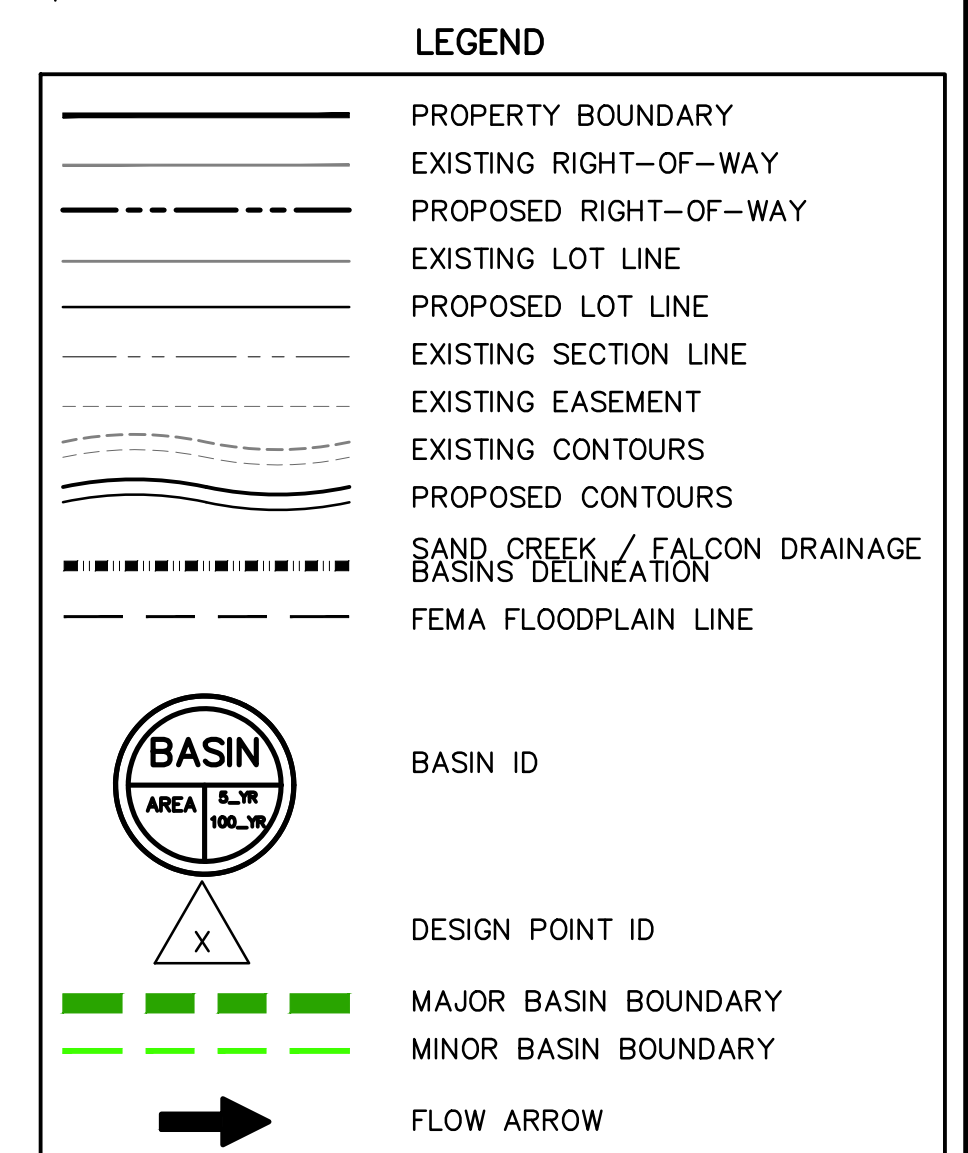 LEGEND
PROPERTY BOUNDARY
EXISTING RIGHT-OF-WAY
PROPOSED RIGHT-OF-WAY
EXISTING LOT LINE
PROPOSED LOT LINE
EXISTING SECTION LINE
EXISTING EASEMENT
EXISTING CONTOURS
PROPOSED CONTOURS
SAND CREEK / FALCON DRAINAGE
BASINS DELINEATION
FEMA FLOODPLAIN LINE
BASIN
AREA
5_YR
100_YR
BASIN ID
X
DESIGN POINT ID
MAJOR BASIN BOUNDARY
MINOR BASIN BOUNDARY
FLOW ARROW